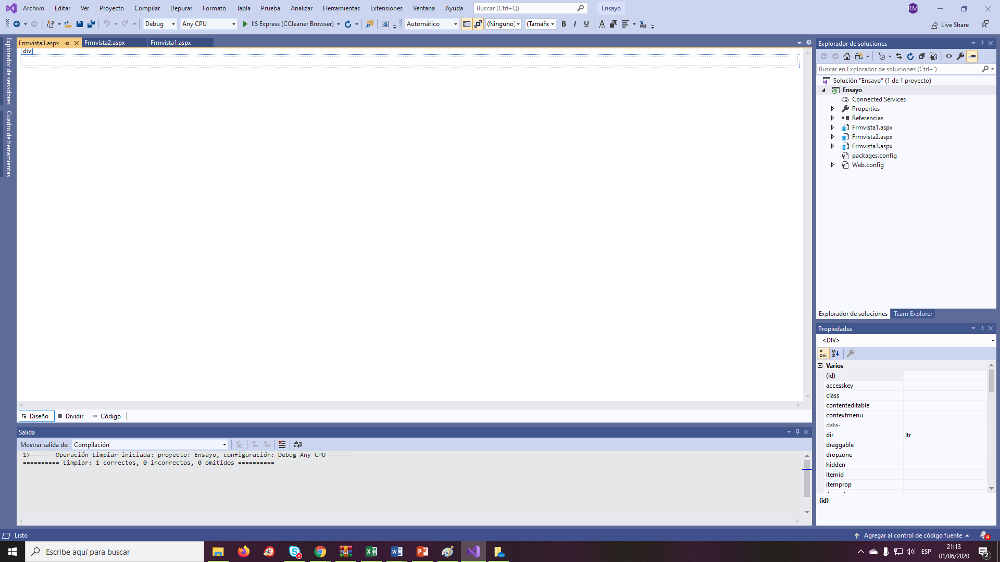 Archivo Editar Ver Proyecto Compilar Depurar Formato Tabla Prueba Analizar Herramientas Extensiones Ventana Ayuda Buscar (Ctrl+Q) Ensayo RM
Debug Any CPU IIS Express (CCleaner Browser) Automático (Ninguno) (Tamaño B I U A Live Share
Explorador de servidores
Cuadro de herramientas
Frmvista3.aspx Frmvista2.aspx Frmvista1.aspx
div
Diseño Dividir Código
Salida
Mostrar salida de: Compilación
1>------ Operación Limpiar iniciada: proyecto: Ensayo, configuración: Debug Any CPU ------
========== Limpiar: 1 correctos, 0 incorrectos, 0 omitidos ==========
Explorador de soluciones
Buscar en Explorador de soluciones (Ctrl+`)
Solución "Ensayo" (1 de 1 proyecto)
Ensayo
Connected Services
Properties
Referencias
Frmvista1.aspx
Frmvista2.aspx
Frmvista3.aspx
packages.config
Web.config
Explorador de soluciones Team Explorer
Propiedades
<DIV>
Varios
(id)
accesskey
class
contenteditable
contextmenu
data-
dir ltr
draggable
dropzone
hidden
itemid
itemprop
(id)
Listo Agregar al control de código fuente 4
Escribe aquí para buscar
ESP
21:13
01/06/2020
2